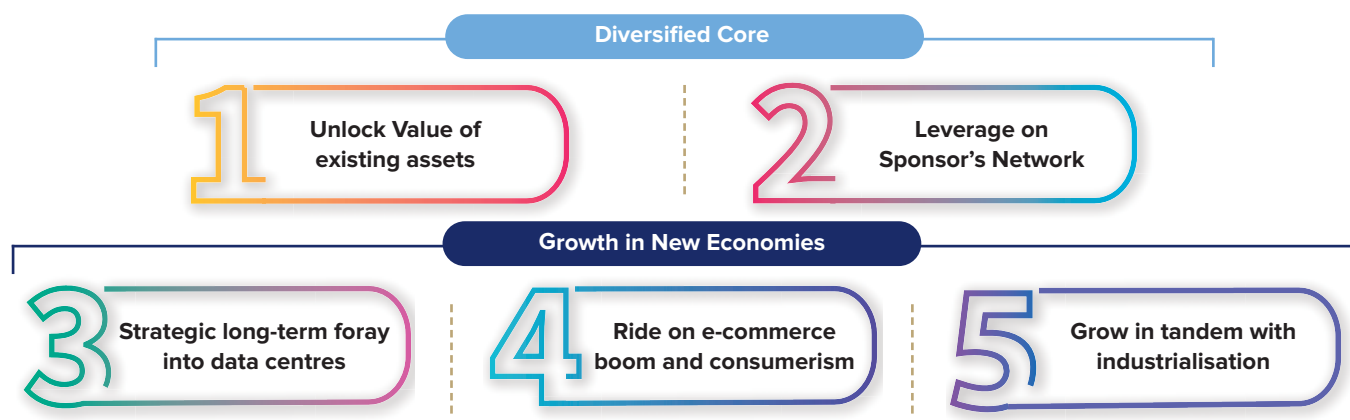 Diversified Core
1
Unlock Value of
existing assets
2
Leverage on
Sponsor’s Network
Growth in New Economies
3
Strategic long-term foray
into data centres
4
Ride on e-commerce
boom and consumerism
5
Grow in tandem with
industrialisation